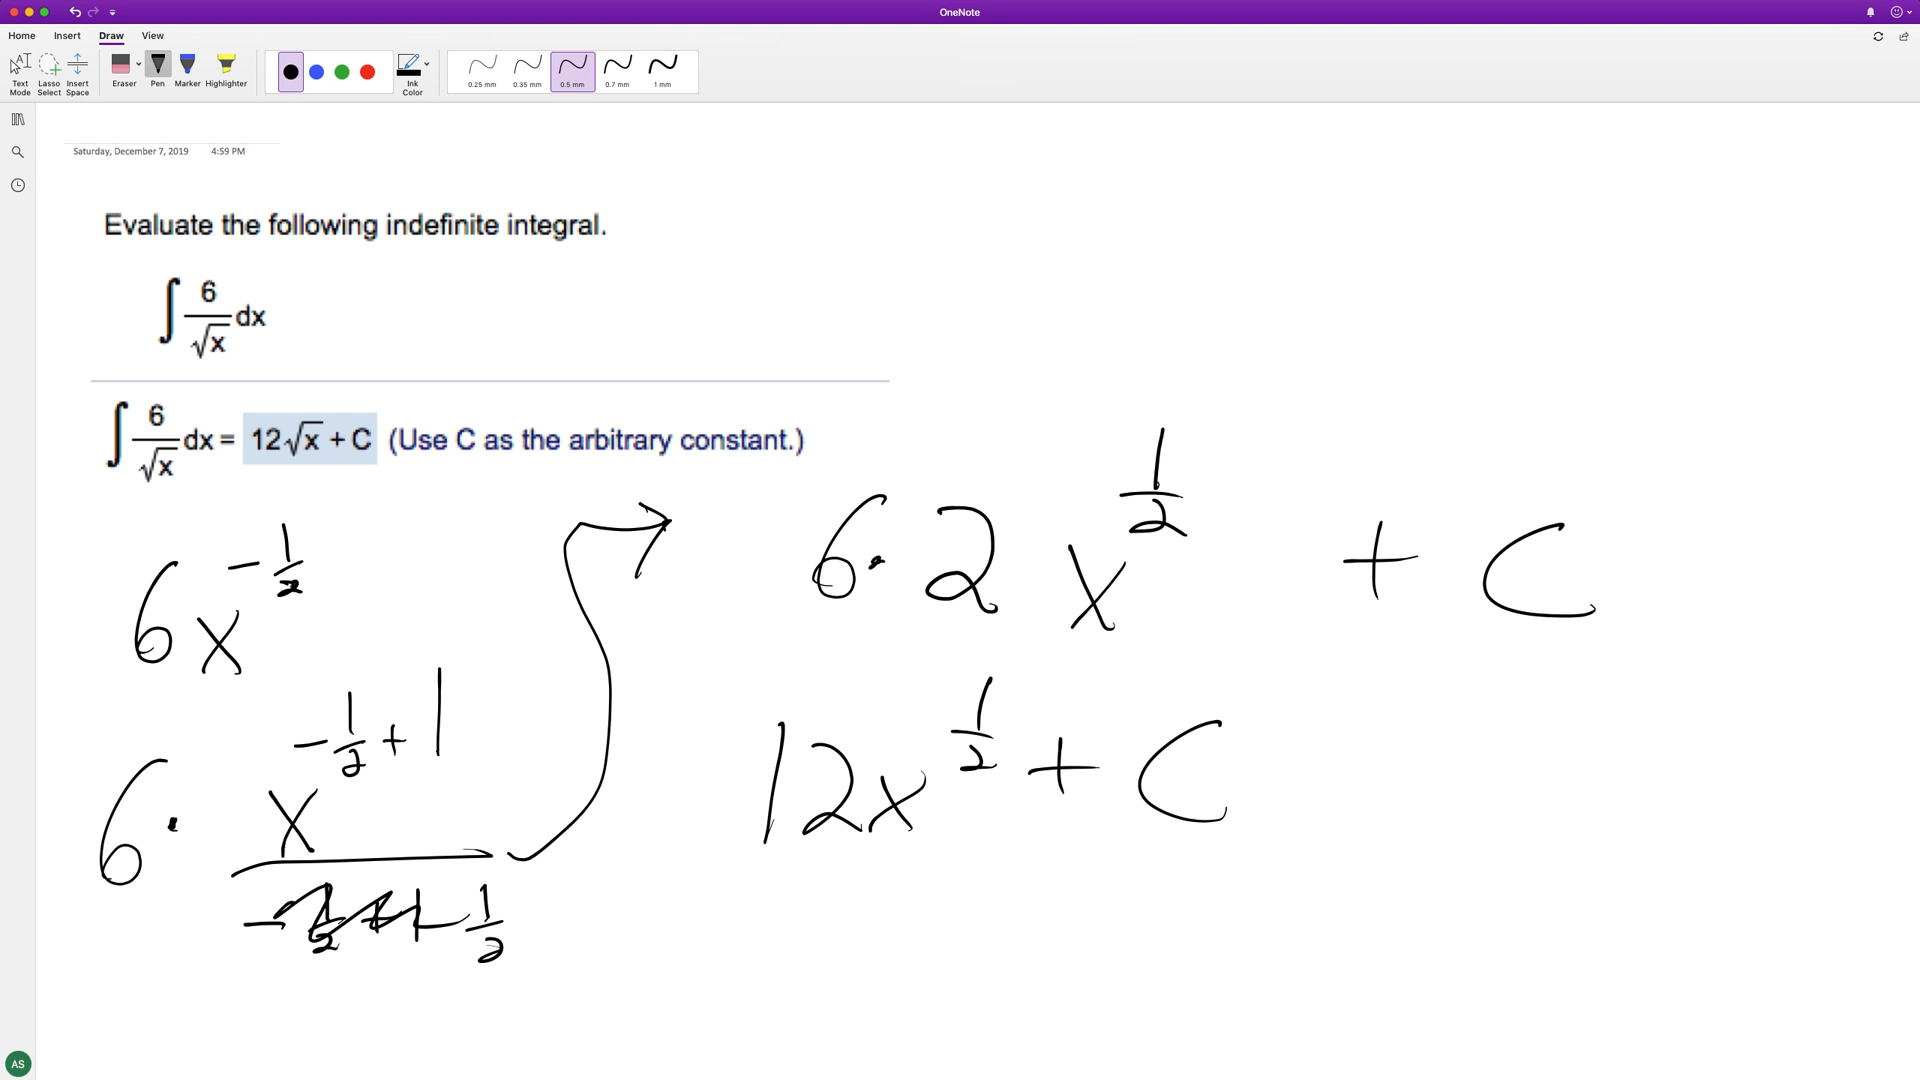 OneNote
Home Insert Draw View
Text Mode Lasso Select Insert Space Eraser Pen Marker Highlighter Ink Color 0.25 mm 0.35 mm 0.5 mm 0.7 mm 1 mm
Saturday, December 7, 2019 4:59 PM
Evaluate the following indefinite integral.
∫ 6/√x dx
∫ 6/√x dx = 12√x + C (Use C as the arbitrary constant.)
6x^(-1/2)
6 · x^(-1/2 + 1) / (-1/2 + 1) 1/2
6 · 2 x^(1/2) + C
12x^(1/2) + C
AS